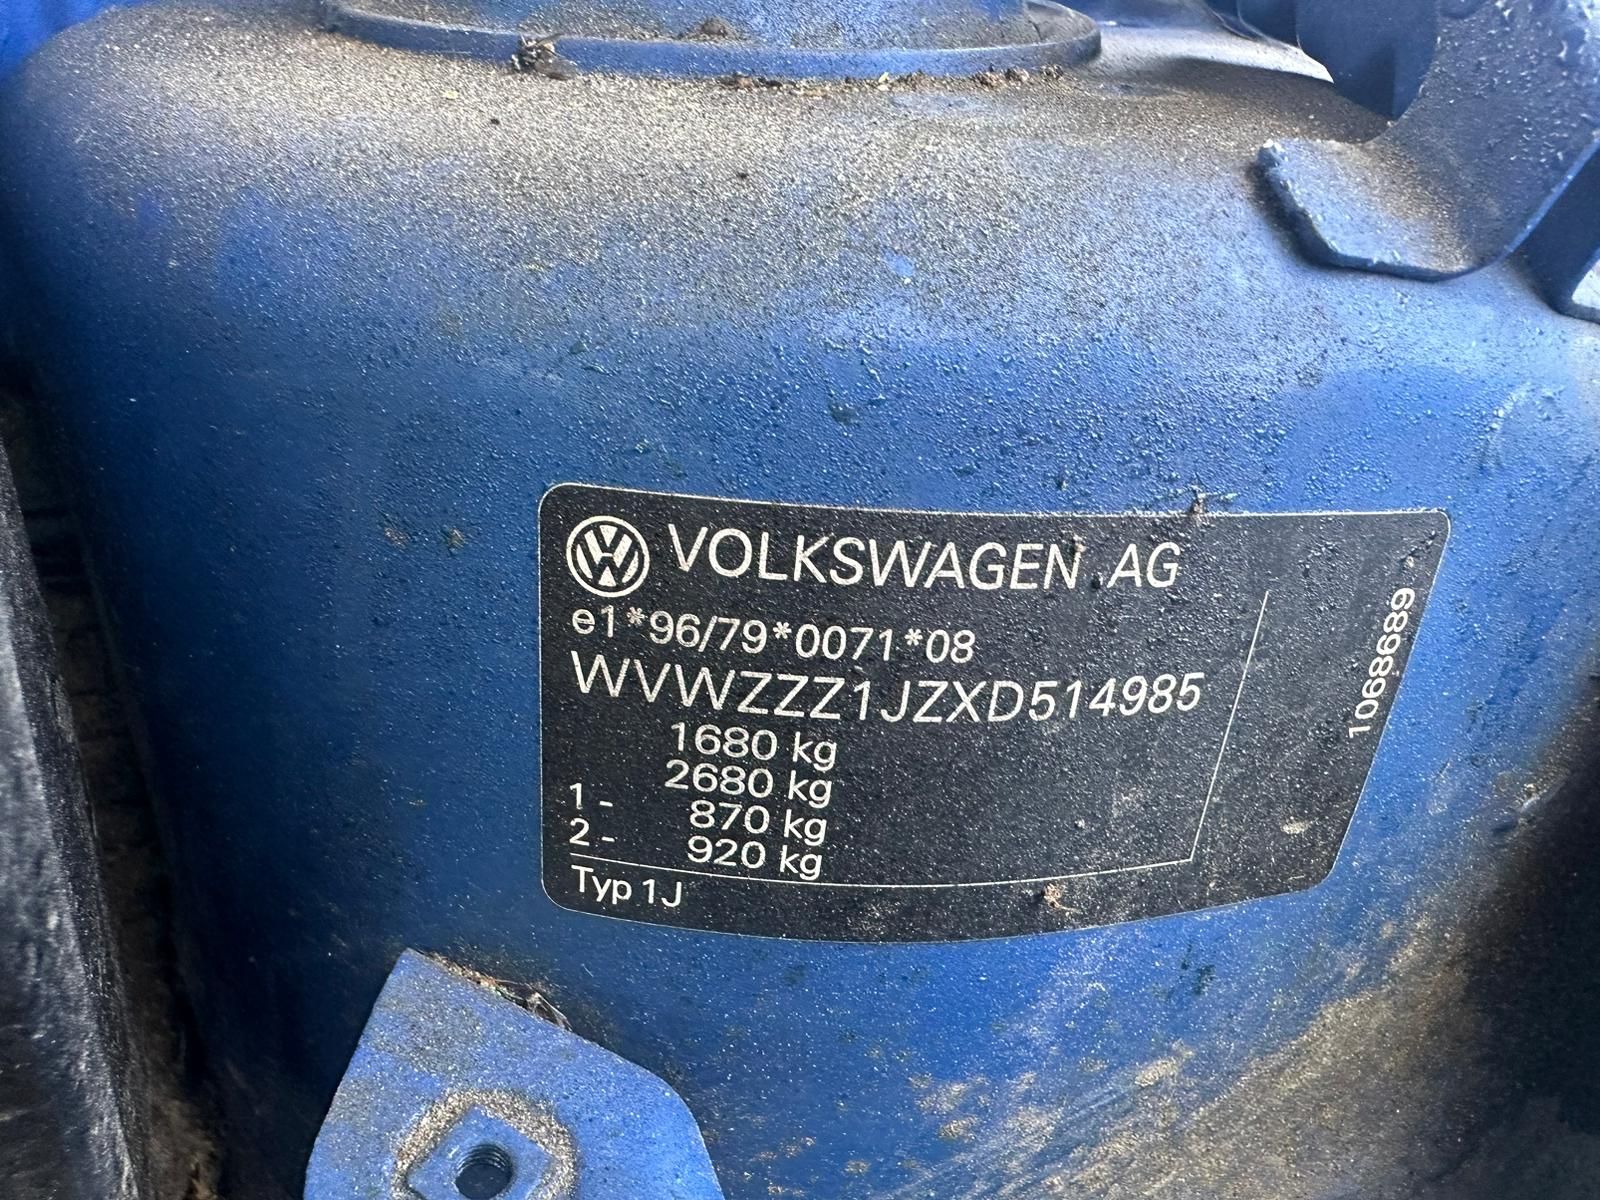 VOLKSWAGEN AG
e1*96/79*0071*08
WVWZZZ1JZXD514985
1680 kg
2680 kg
1 - 870 kg
2 - 920 kg
Typ 1J
1068689